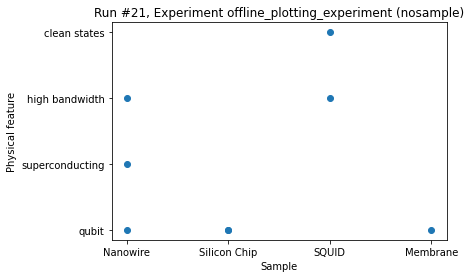 Run #21, Experiment offline_plotting_experiment (nosample)
clean states
high bandwidth
superconducting
qubit
Physical feature
Nanowire Silicon Chip SQUID Membrane
Sample